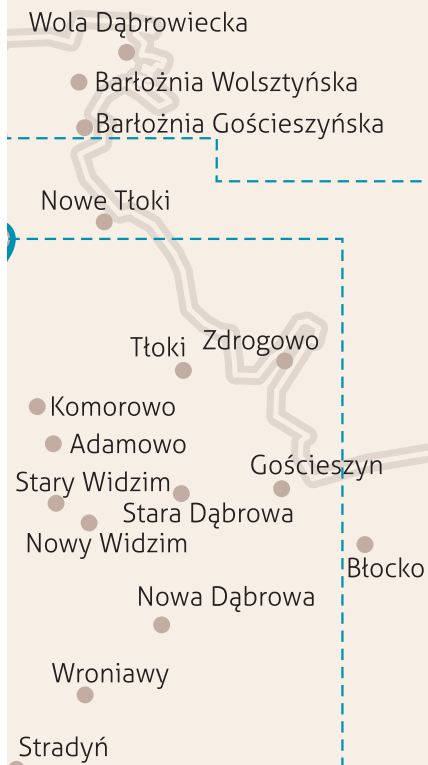 Wola Dąbrowiecka
Barłożnia Wolsztyńska
Barłożnia Gościeszyńska
Nowe Tłoki
Zdrogowo
Tłoki
Komorowo
Adamowo
Gościeszyn
Stary Widzim
Stara Dąbrowa
Nowy Widzim
Błocko
Nowa Dąbrowa
Wroniawy
Stradyń